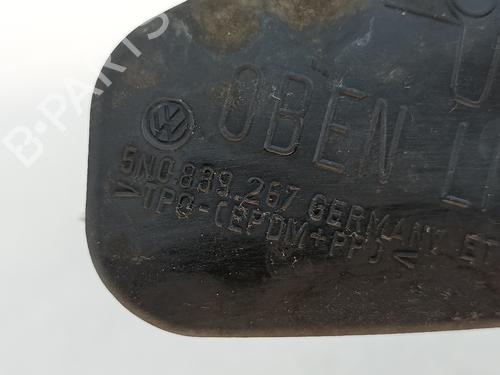 B-PARTS
OBEN
5N0.839.267 GERMANY
>TPO-(EPDM+PP)<